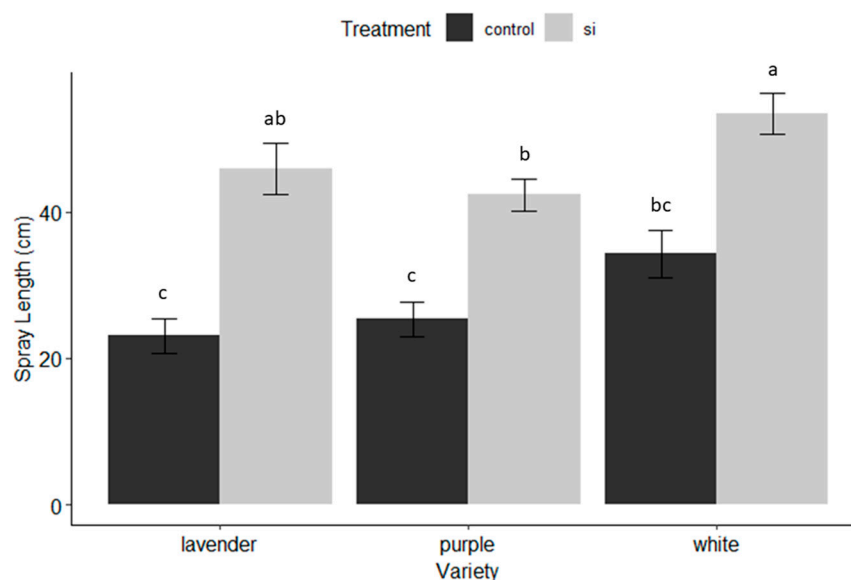 Treatment control si
a
ab
b
bc
c
c
Spray Length (cm)
40
20
0
lavender purple white
Variety